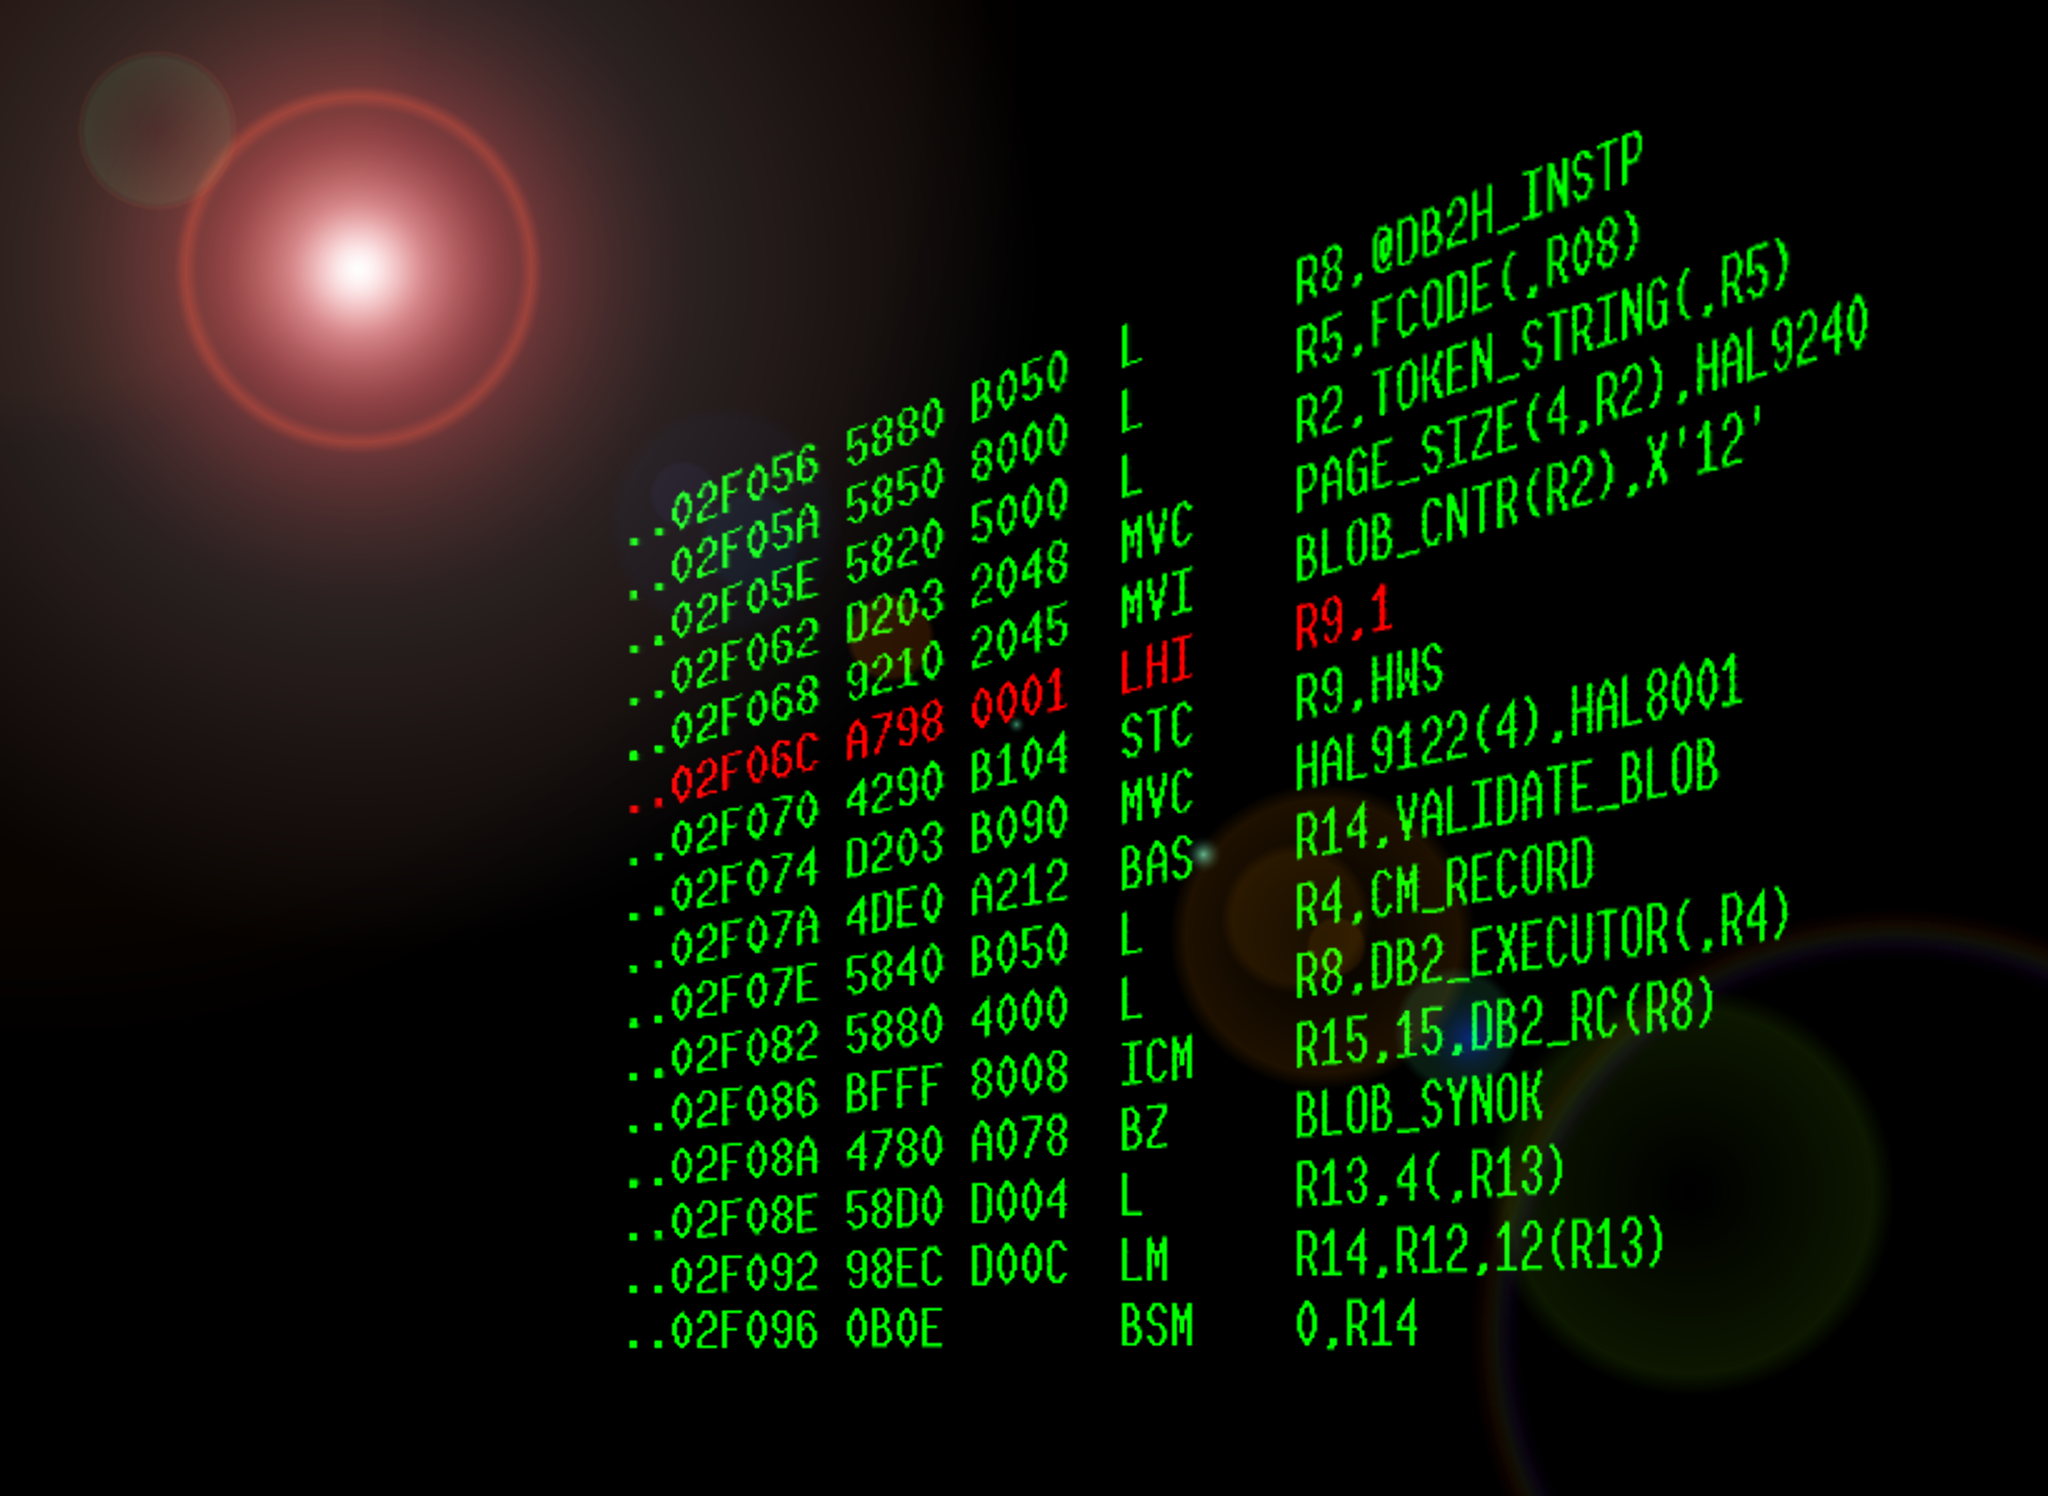 ..02F056 5880 B050 L R8,@DB2H_INSTP
..02F05A 5850 8000 L R5,FCODE(,R08)
..02F05E 5820 5000 L R2,TOKEN_STRING(,R5)
..02F062 D203 2048 MVC PAGE_SIZE(4,R2),HAL9240
..02F068 9210 2045 MVI BLOB_CNTR(R2),X'12'
..02F06C A798 0001 LHI R9,1
..02F070 4290 B104 STC R9,HWS
..02F074 D203 B090 MVC HAL9122(4),HAL8001
..02F07A 4DE0 A212 BAS R14,VALIDATE_BLOB
..02F07E 5840 B050 L R4,CM_RECORD
..02F082 5880 4000 L R8,DB2_EXECUTOR(,R4)
..02F086 BFFF 8008 ICM R15,15,DB2_RC(R8)
..02F08A 4780 A078 BZ BLOB_SYNOK
..02F08E 58D0 D004 L R13,4(,R13)
..02F092 98EC D00C LM R14,R12,12(R13)
..02F096 0B0E BSM 0,R14